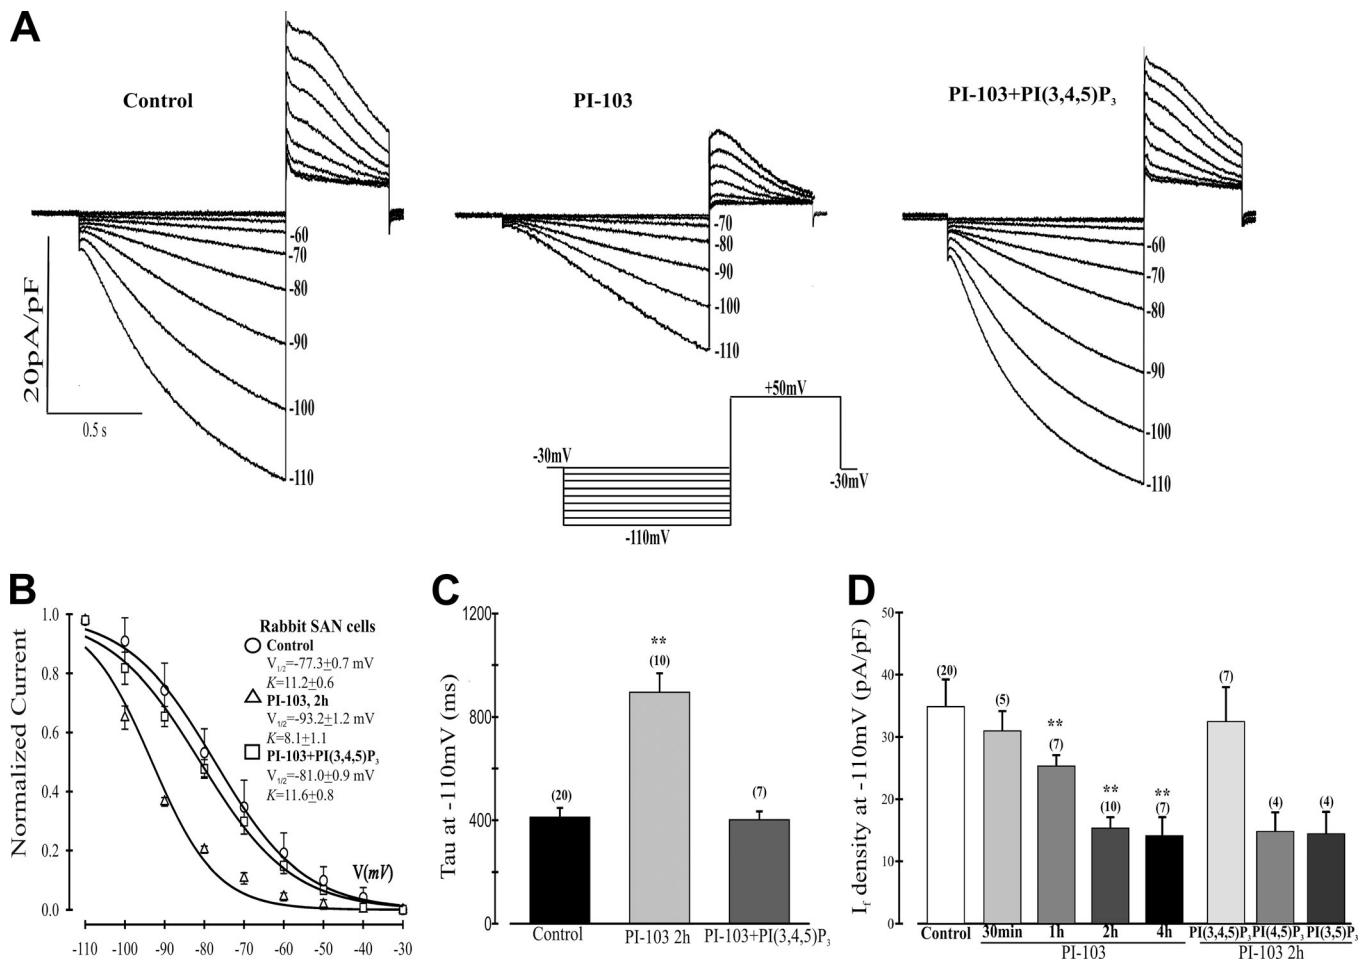 A
Control
PI-103
PI-103+PI(3,4,5)P3
-60
-70
-80
-90
-100
-110
20pA/pF
0.5 s
-70
-80
-90
-100
-110
-60
-70
-80
-90
-100
-110
+50mV
-30mV
-30mV
-110mV
B
Normalized Current
1.0
0.8
0.6
0.4
0.2
0.0
-110 -100 -90 -80 -70 -60 -50 -40 -30
V(mV)
Rabbit SAN cells
Control
V1/2=-77.3±0.7 mV
K=11.2±0.6
PI-103, 2h
V1/2=-93.2±1.2 mV
K=8.1±1.1
PI-103+PI(3,4,5)P3
V1/2=-81.0±0.9 mV
K=11.6±0.8
C
Tau at -110mV (ms)
1200
800
400
0
(20)
**
(10)
(7)
Control PI-103 2h PI-103+PI(3,4,5)P3
D
If density at -110mV (pA/pF)
50
40
30
20
10
0
(20)
(5)
**
(7)
**
(10)
**
(7)
(7)
(4)
(4)
Control 30min 1h 2h 4h PI(3,4,5)P3 PI(4,5)P3 PI(3,5)P3
PI-103 PI-103 2h